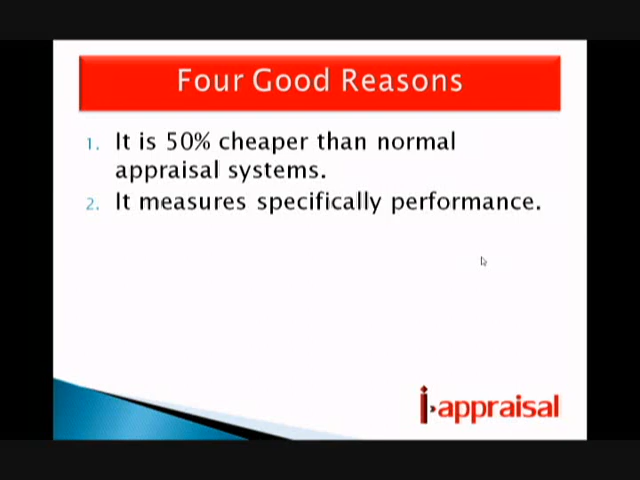 Four Good Reasons
1. It is 50% cheaper than normal
appraisal systems.
2. It measures specifically performance.
i-appraisal